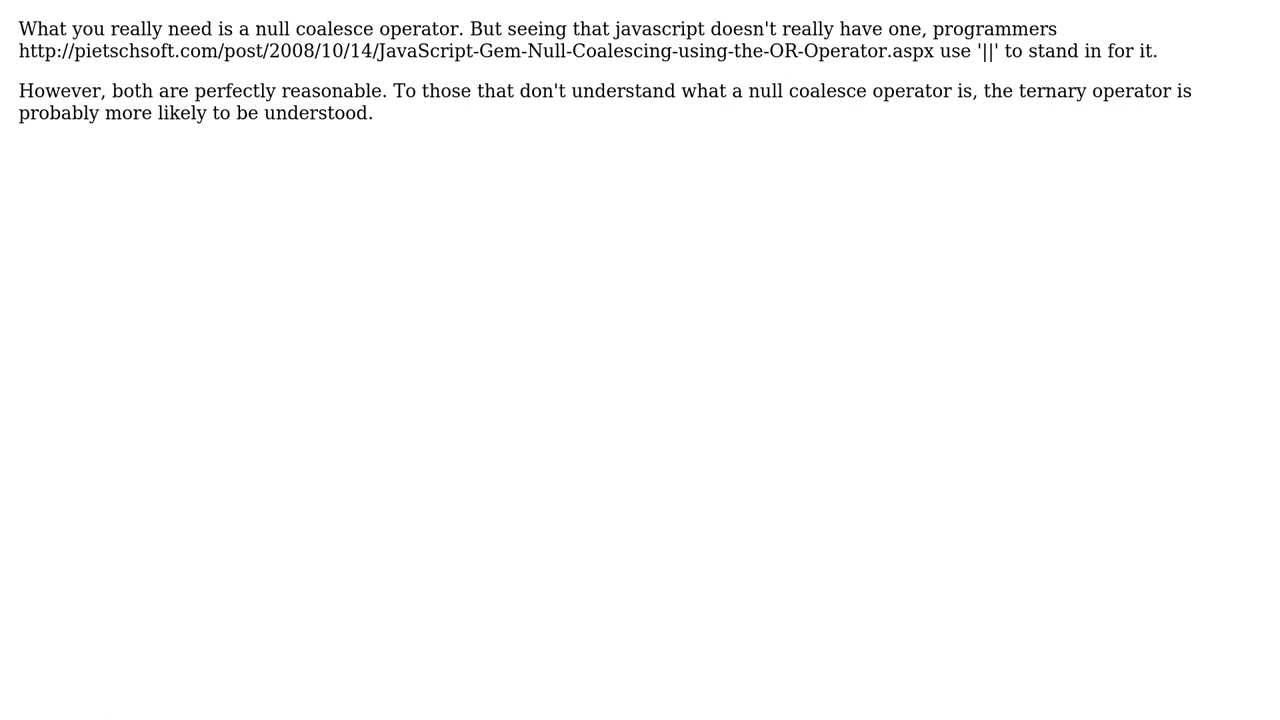 What you really need is a null coalesce operator. But seeing that javascript doesn't really have one, programmers
http://pietschsoft.com/post/2008/10/14/JavaScript-Gem-Null-Coalescing-using-the-OR-Operator.aspx use '||' to stand in for it.
However, both are perfectly reasonable. To those that don't understand what a null coalesce operator is, the ternary operator is
probably more likely to be understood.